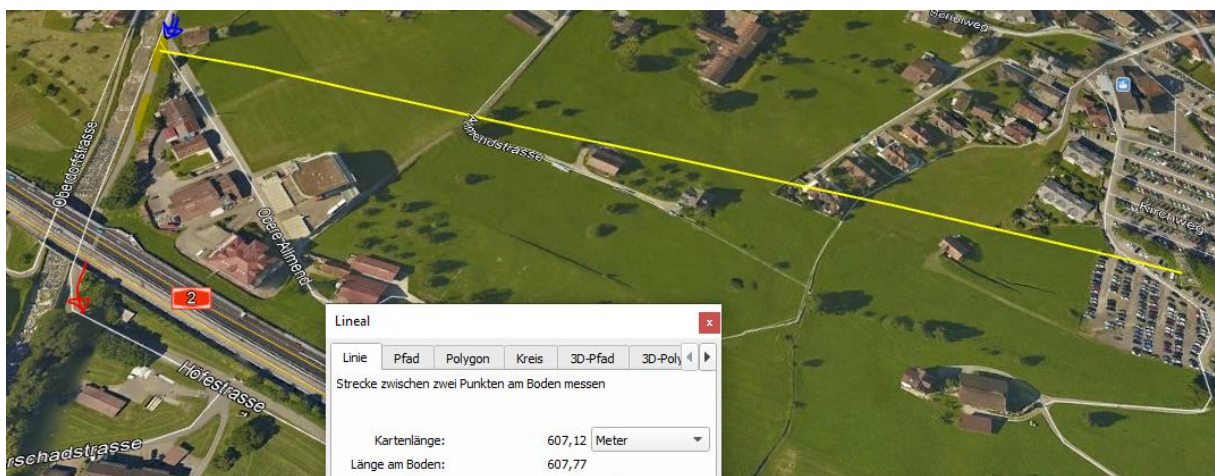 Schulweg
Oberdorfstrasse
Allmendstrasse
Kirchweg
Obere Allmend
2
Höfestrasse
Lineal
x
Linie Pfad Polygon Kreis 3D-Pfad 3D-Poly
Strecke zwischen zwei Punkten am Boden messen
Kartenlänge: 607,12 Meter
Länge am Boden: 607,77
rschadstrasse